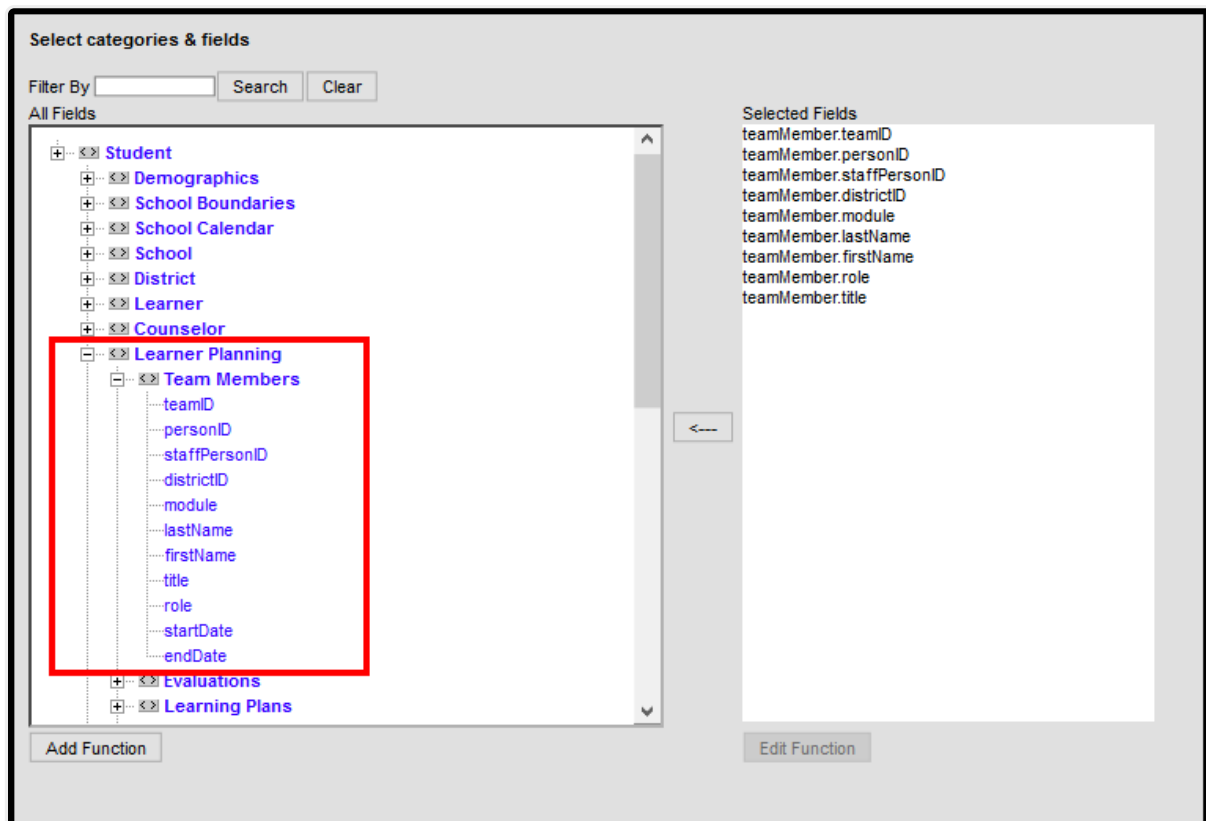 Select categories & fields
Filter By Search Clear
All Fields
Student
Demographics
School Boundaries
School Calendar
School
District
Learner
Counselor
Learner Planning
Team Members
teamID
personID
staffPersonID
districtID
module
lastName
firstName
title
role
startDate
endDate
Evaluations
Learning Plans
Add Function
<---
Selected Fields
teamMember.teamID
teamMember.personID
teamMember.staffPersonID
teamMember.districtID
teamMember.module
teamMember.lastName
teamMember.firstName
teamMember.role
teamMember.title
Edit Function